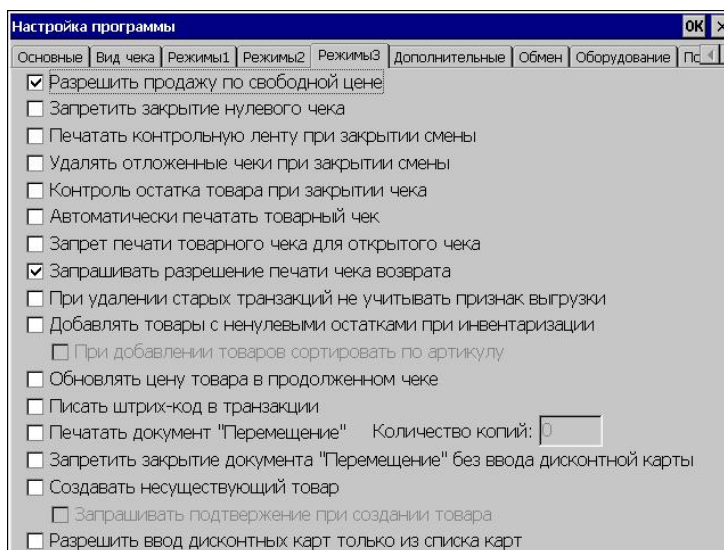 Настройка программы OK ×
Основные Вид чека Режимы1 Режимы2 Режимы3 Дополнительные Обмен Оборудование
Разрешить продажу по свободной цене
Запретить закрытие нулевого чека
Печатать контрольную ленту при закрытии смены
Удалять отложенные чеки при закрытии смены
Контроль остатка товара при закрытии чека
Автоматически печатать товарный чек
Запрет печати товарного чека для открытого чека
Запрашивать разрешение печати чека возврата
При удалении старых транзакций не учитывать признак выгрузки
Добавлять товары с ненулевыми остатками при инвентаризации
При добавлении товаров сортировать по артикулу
Обновлять цену товара в продолженном чеке
Писать штрих-код в транзакции
Печатать документ "Перемещение" Количество копий: 0
Запретить закрытие документа "Перемещение" без ввода дисконтной карты
Создавать несуществующий товар
Запрашивать подтвержение при создании товара
Разрешить ввод дисконтных карт только из списка карт